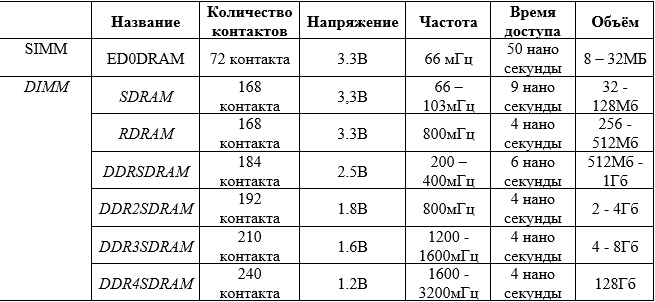 Название Количество контактов Напряжение Частота Время доступа Объём
SIMM ED0DRAM 72 контакта 3.3В 66 мГц 50 нано секунды 8 – 32МБ
DIMM SDRAM 168 контакта 3,3В 66 – 103мГц 9 нано секунды 32 - 128Мб
RDRAM 168 контакта 3.3В 800мГц 4 нано секунды 256 - 512Мб
DDRSDRAM 184 контакта 2.5В 200 – 400мГц 6 нано секунды 512Мб - 1Гб
DDR2SDRAM 192 контакта 1.8В 800мГц 4 нано секунды 2 - 4Гб
DDR3SDRAM 210 контакта 1.6В 1200 - 1600мГц 4 нано секунды 4 - 8Гб
DDR4SDRAM 240 контакта 1.2В 1600 - 3200мГц 4 нано секунды 128Гб